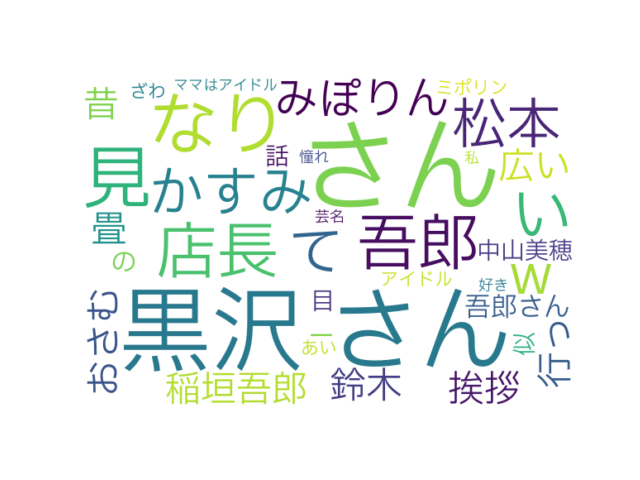 昔
ざわ
ママはアイドル
なり
みぽりん
ミポリン
松本
話
憧れ
さん
私
広い
見
かすみ
い
畳
の
店長
て
吾郎
中山美穂
芸名
アイドル
w
好き
吾郎さん
おさむ
黒沢
目
さん
一
あい
似
行っ
稲垣吾郎
鈴木
挨拶